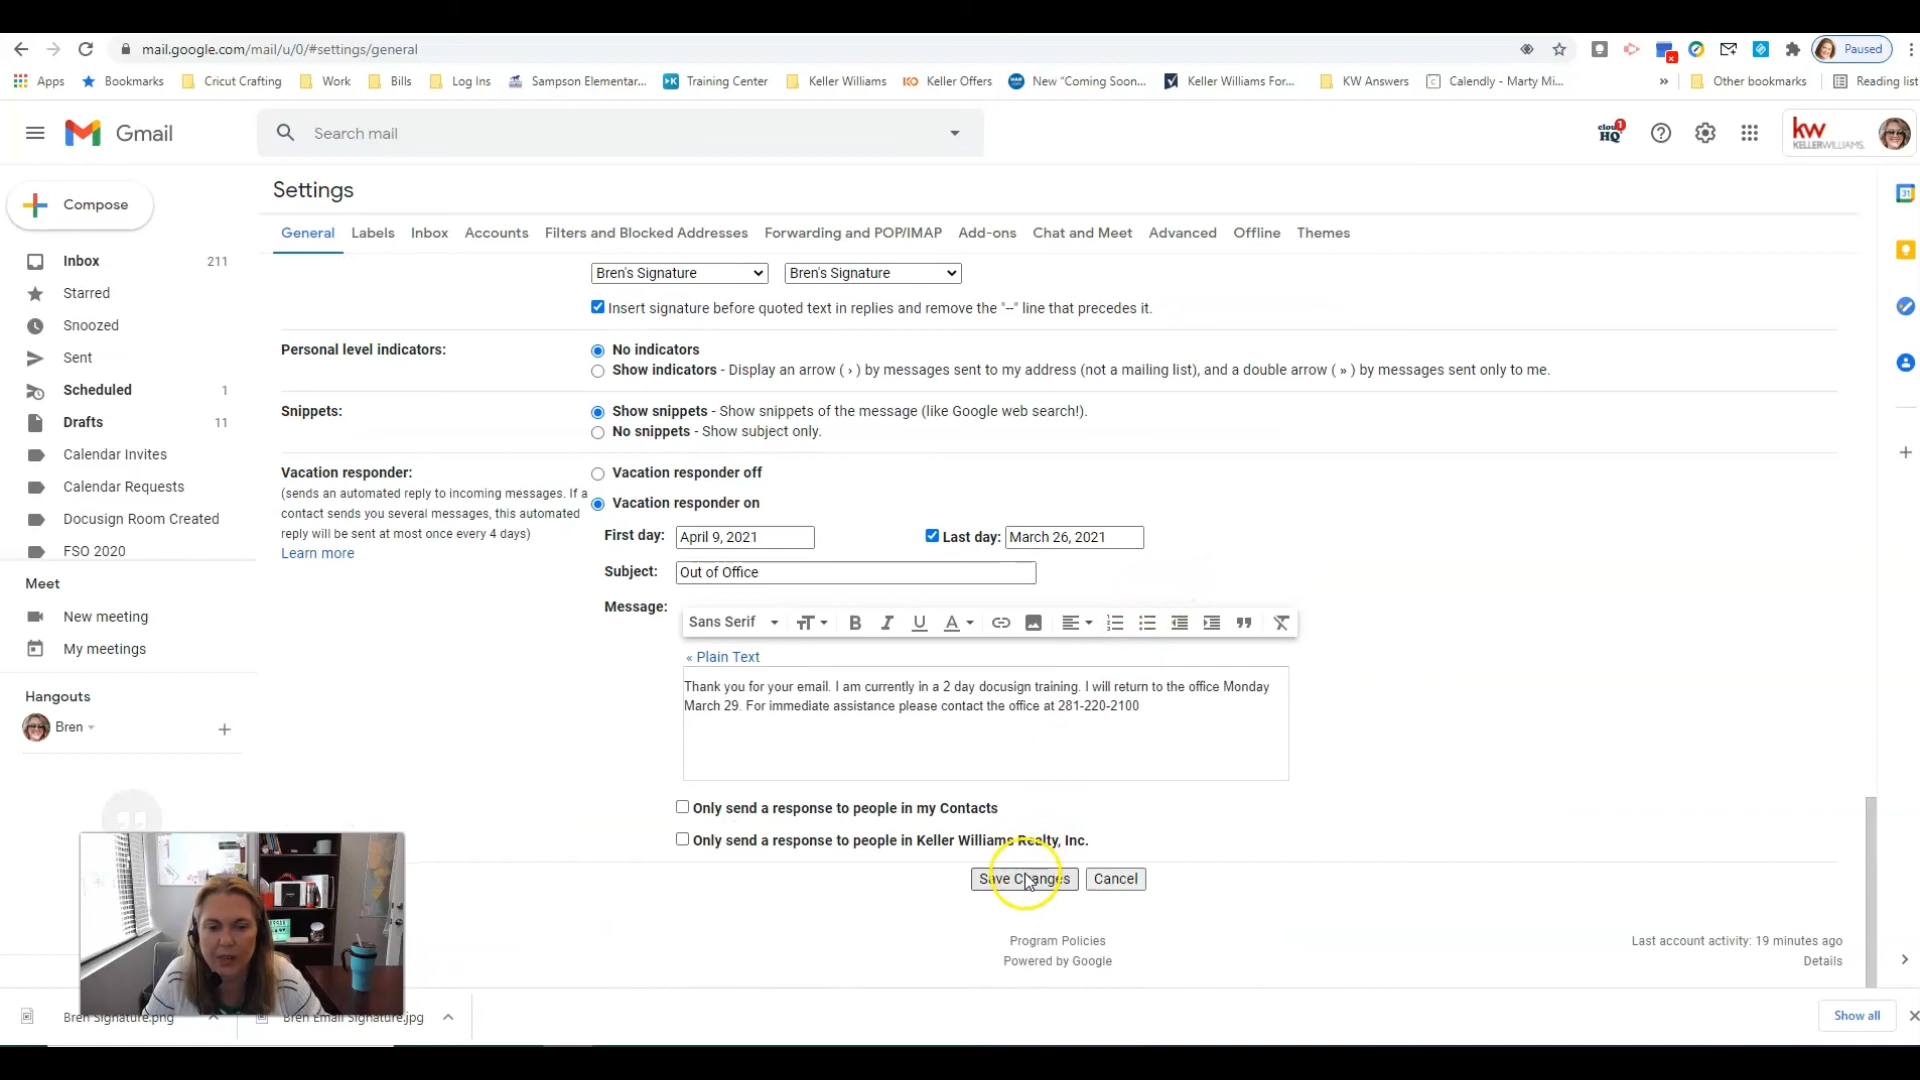 mail.google.com/mail/u/0/#settings/general
Paused
Apps
Bookmarks
Cricut Crafting
Work
Bills
Log Ins
Sampson Elementar...
Training Center
Keller Williams
Keller Offers
New "Coming Soon...
Keller Williams For...
KW Answers
Calendly - Marty Mi...
»
Other bookmarks
Reading list
Gmail
Search mail
cloud HQ
1
kw
KELLERWILLIAMS.
Compose
Settings
General
Labels
Inbox
Accounts
Filters and Blocked Addresses
Forwarding and POP/IMAP
Add-ons
Chat and Meet
Advanced
Offline
Themes
Inbox 211
Starred
Snoozed
Sent
Scheduled 1
Drafts 11
Calendar Invites
Calendar Requests
Docusign Room Created
FSO 2020
Meet
New meeting
My meetings
Hangouts
Bren
Bren's Signature
Bren's Signature
Insert signature before quoted text in replies and remove the "--" line that precedes it.
Personal level indicators:
No indicators
Show indicators - Display an arrow ( › ) by messages sent to my address (not a mailing list), and a double arrow ( » ) by messages sent only to me.
Snippets:
Show snippets - Show snippets of the message (like Google web search!).
No snippets - Show subject only.
Vacation responder:
(sends an automated reply to incoming messages. If a
contact sends you several messages, this automated
reply will be sent at most once every 4 days)
Learn more
Vacation responder off
Vacation responder on
First day: April 9, 2021
Last day: March 26, 2021
Subject: Out of Office
Message:
Sans Serif
« Plain Text
Thank you for your email. I am currently in a 2 day docusign training. I will return to the office Monday
March 29. For immediate assistance please contact the office at 281-220-2100
Only send a response to people in my Contacts
Only send a response to people in Keller Williams Realty, Inc.
Save Changes
Cancel
Program Policies
Powered by Google
Last account activity: 19 minutes ago
Details
31
Bren Signature.png
Bren Email Signature.jpg
Show all